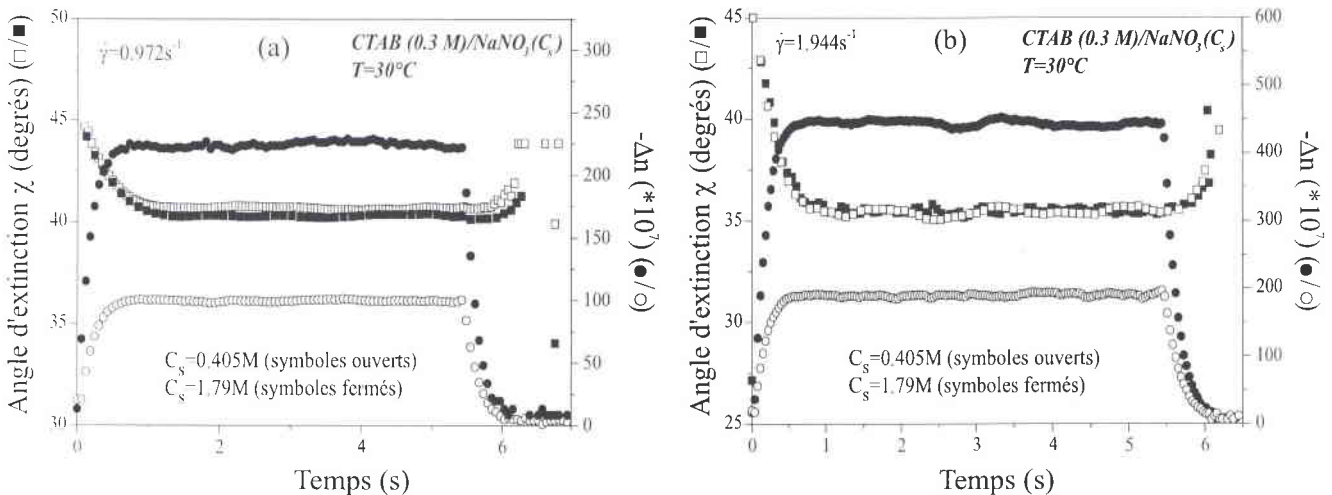 50
45
40
35
30
Angle d'extinction χ (degrés) (□/■)
γ̇=0.972s⁻¹
(a)
CTAB (0.3 M)/NaNO₃(Cₛ)
T=30°C
Cₛ=0.405M (symboles ouverts)
Cₛ=1.79M (symboles fermés)
300
250
200
150
100
50
0
-Δn (*10⁷) (●/○)
0 2 4 6
Temps (s)
45
40
35
30
25
Angle d'extinction χ (degrés) (□/■)
γ̇=1.944s⁻¹
(b)
CTAB (0.3 M)/NaNO₃(Cₛ)
T=30°C
Cₛ=0.405M (symboles ouverts)
Cₛ=1.79M (symboles fermés)
600
500
400
300
200
100
0
-Δn (*10⁷) (●/○)
0 1 2 3 4 5 6
Temps (s)